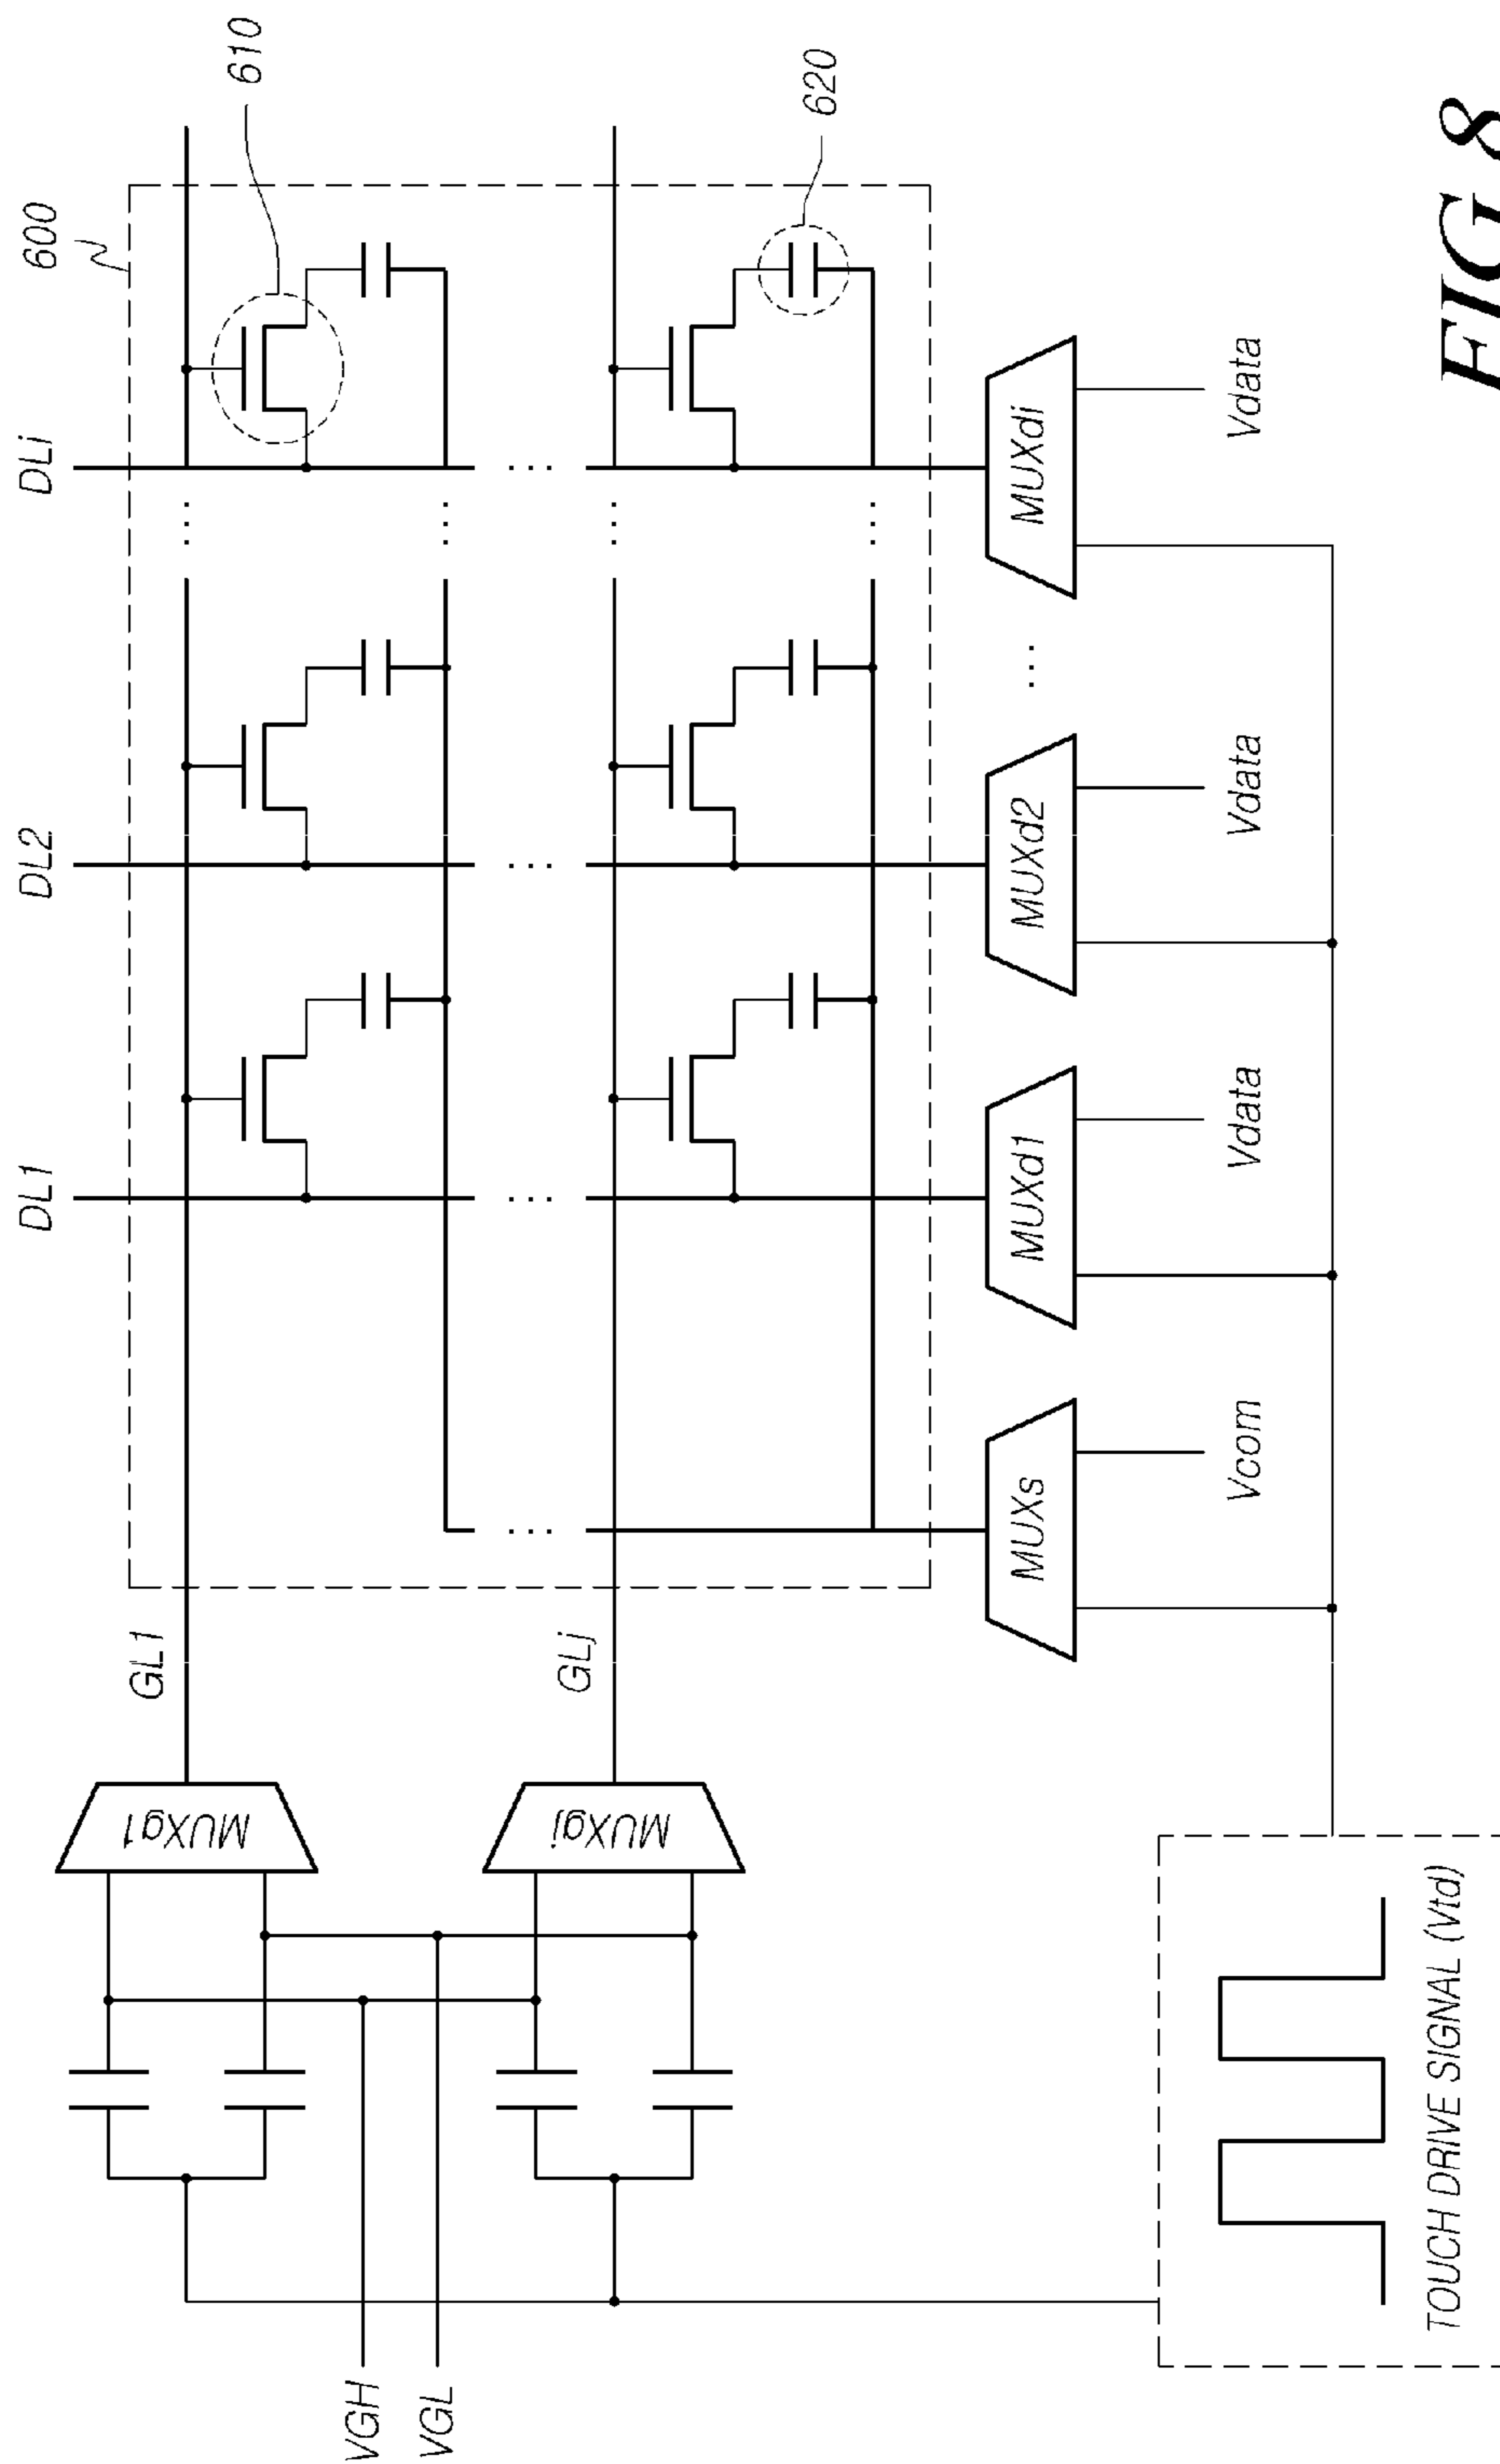 DL1
DL2
DLi
600
610
GL1
MUXg1
VGH
VGL
GLj
MUXgj
620
MUXs
MUXd1
MUXd2
MUXdi
Vcom
Vdata
Vdata
Vdata
TOUCH DRIVE SIGNAL (Vtd)
FIG.8